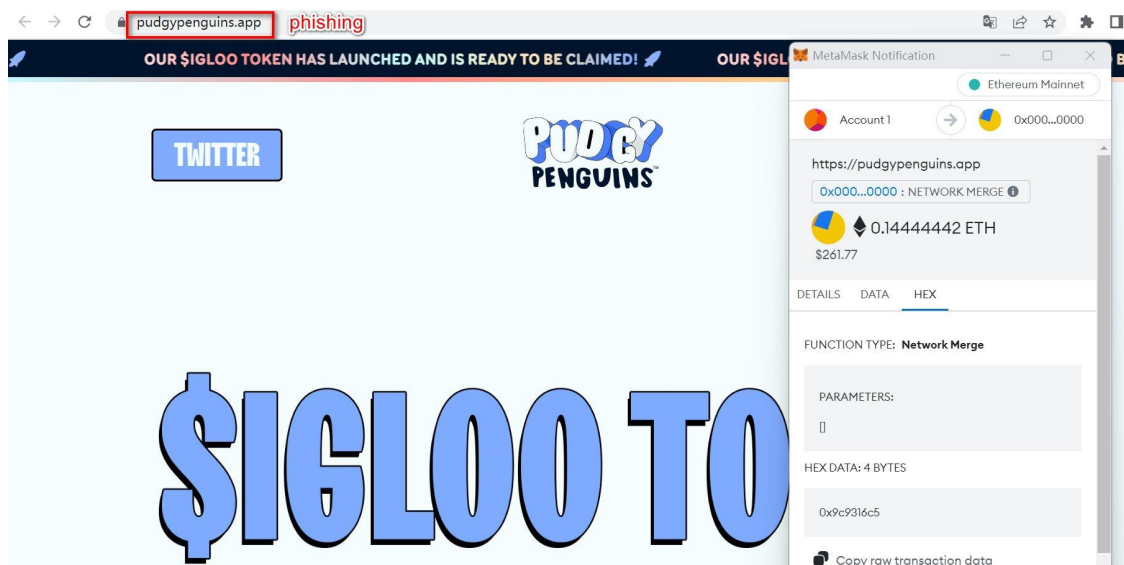 pudgypenguins.app phishing
OUR $IGLOO TOKEN HAS LAUNCHED AND IS READY TO BE CLAIMED! OUR $IGL
TWITTER
PUDGY
PENGUINS™
$IGLOO TO
MetaMask Notification
Ethereum Mainnet
Account 1 0x000...0000
https://pudgypenguins.app
0x000...0000 : NETWORK MERGE
0.14444442 ETH
$261.77
DETAILS DATA HEX
FUNCTION TYPE: Network Merge
PARAMETERS:
[]
HEX DATA: 4 BYTES
0x9c9316c5
Copy raw transaction data